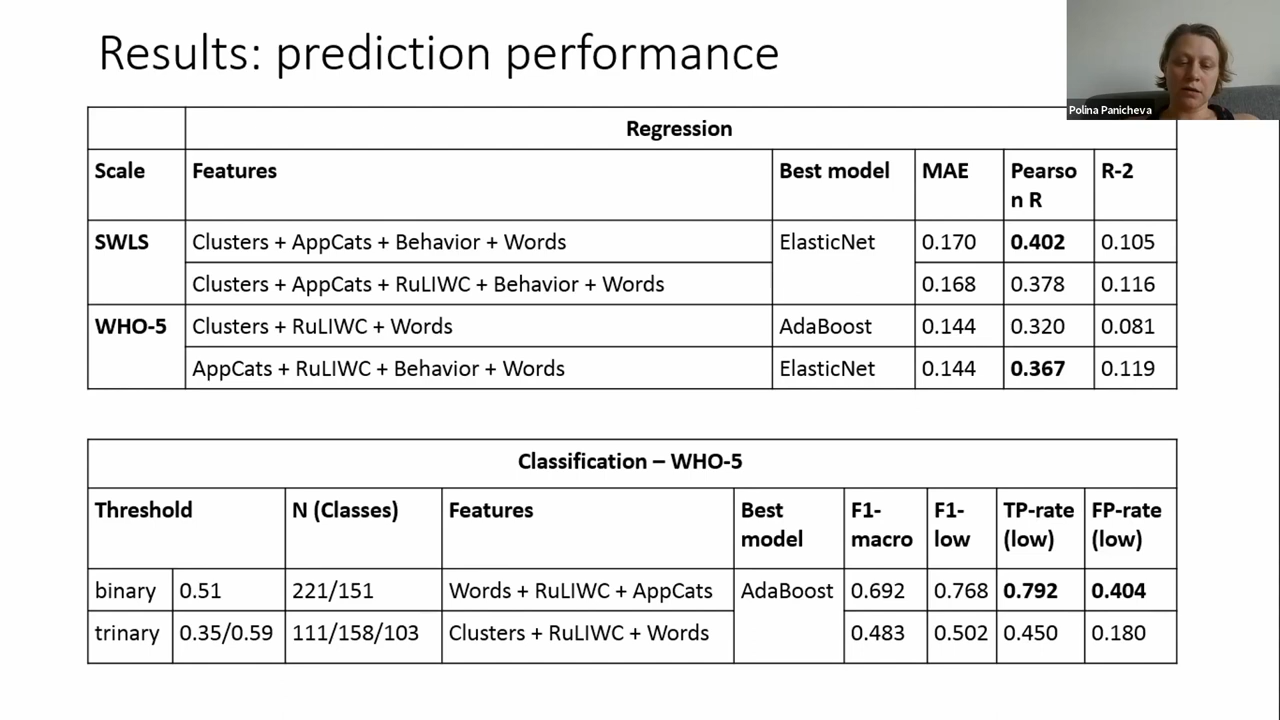 Results: prediction performance
Polina Panicheva
Regression
Scale Features Best model MAE Pearso n R R-2
SWLS Clusters + AppCats + Behavior + Words ElasticNet 0.170 0.402 0.105
Clusters + AppCats + RuLIWC + Behavior + Words 0.168 0.378 0.116
WHO-5 Clusters + RuLIWC + Words AdaBoost 0.144 0.320 0.081
AppCats + RuLIWC + Behavior + Words ElasticNet 0.144 0.367 0.119
Classification – WHO-5
Threshold N (Classes) Features Best model F1-macro F1-low TP-rate (low) FP-rate (low)
binary 0.51 221/151 Words + RuLIWC + AppCats AdaBoost 0.692 0.768 0.792 0.404
trinary 0.35/0.59 111/158/103 Clusters + RuLIWC + Words 0.483 0.502 0.450 0.180